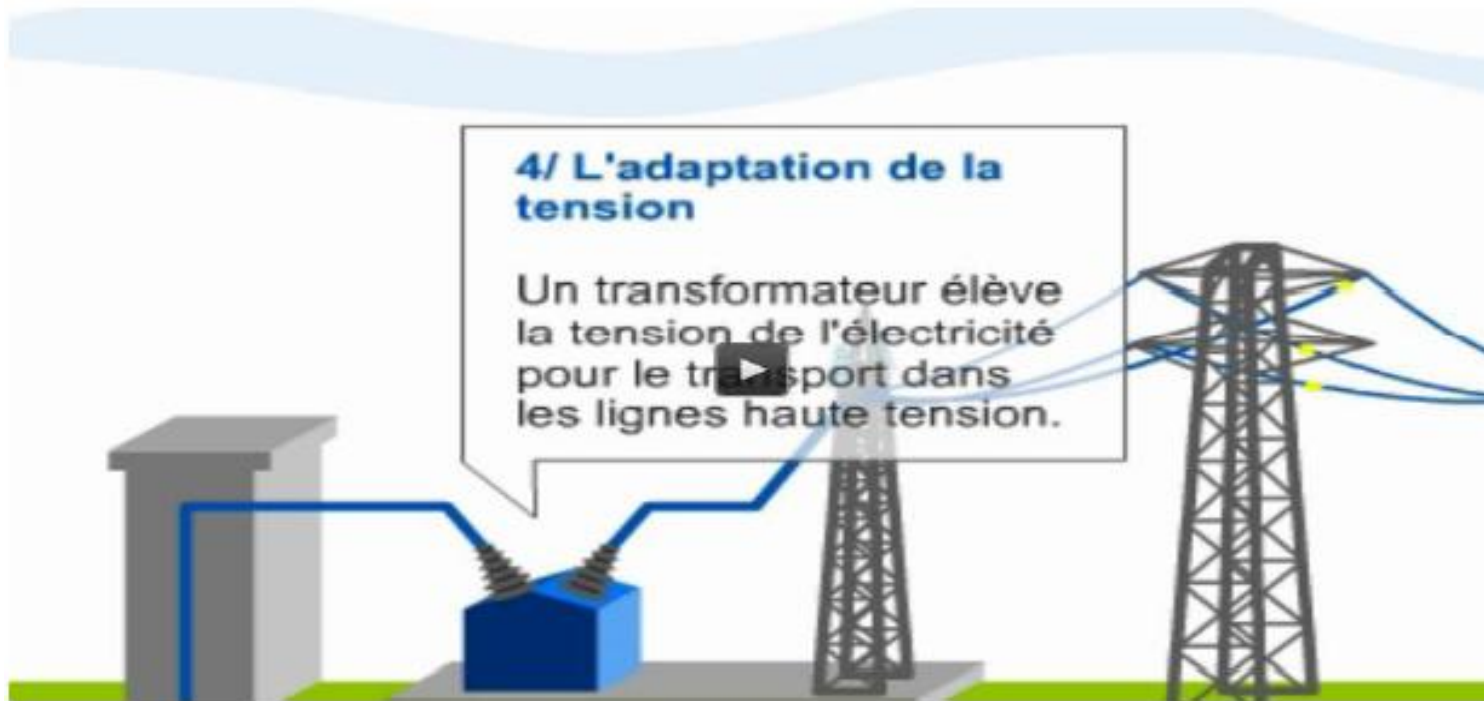 4/ L'adaptation de la
tension
Un transformateur élève
la tension de l'électricité
pour le transport dans
les lignes haute tension.